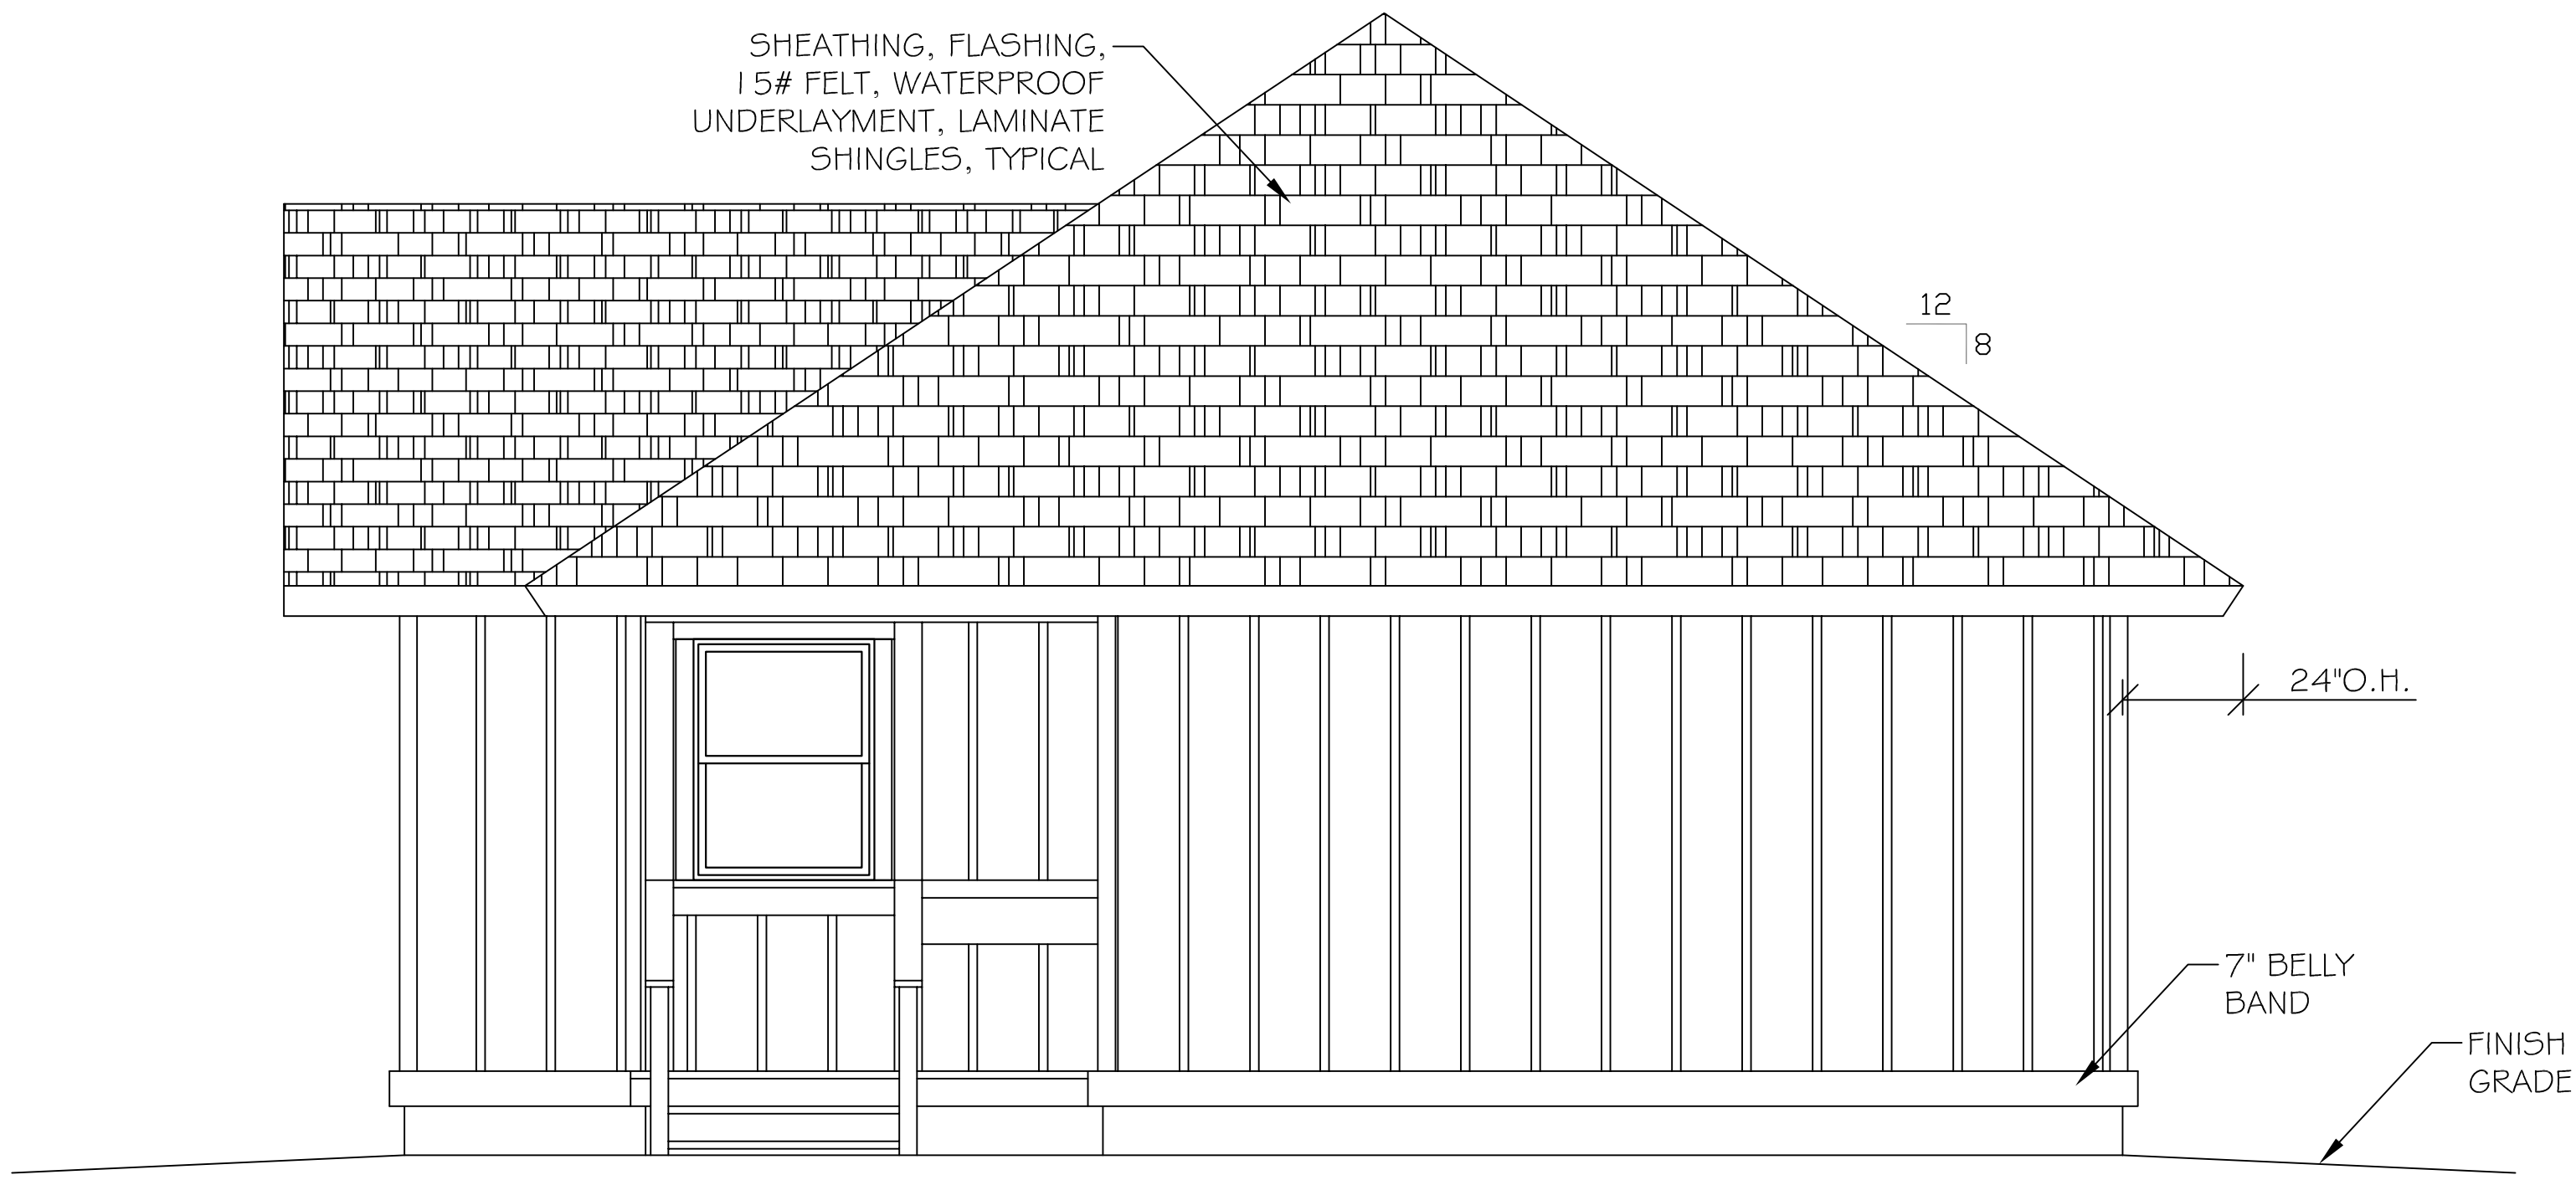 SHEATHING, FLASHING,
15# FELT, WATERPROOF
UNDERLAYMENT, LAMINATE
SHINGLES, TYPICAL
12
8
24"O.H.
7" BELLY
BAND
FINISH
GRADE